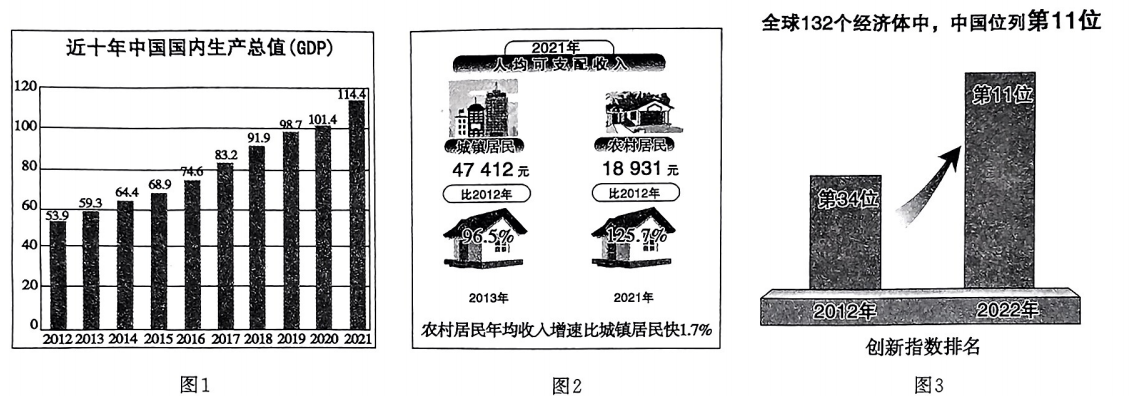 近十年中国国内生产总值(GDP)
120
100
80
60
40
20
0
53.9
59.3
64.4
68.9
74.6
83.2
91.9
98.7
101.4
114.4
2012 2013 2014 2015 2016 2017 2018 2019 2020 2021
图1
2021年
人均可支配收入
城镇居民 农村居民
47 412 元 18 931元
比2012年 比2012年
96.5% 125.7%
2013年 2021年
农村居民年均收入增速比城镇居民快1.7%
图2
全球132个经济体中，中国位列第11位
第34位
第11位
2012年 2022年
创新指数排名
图3